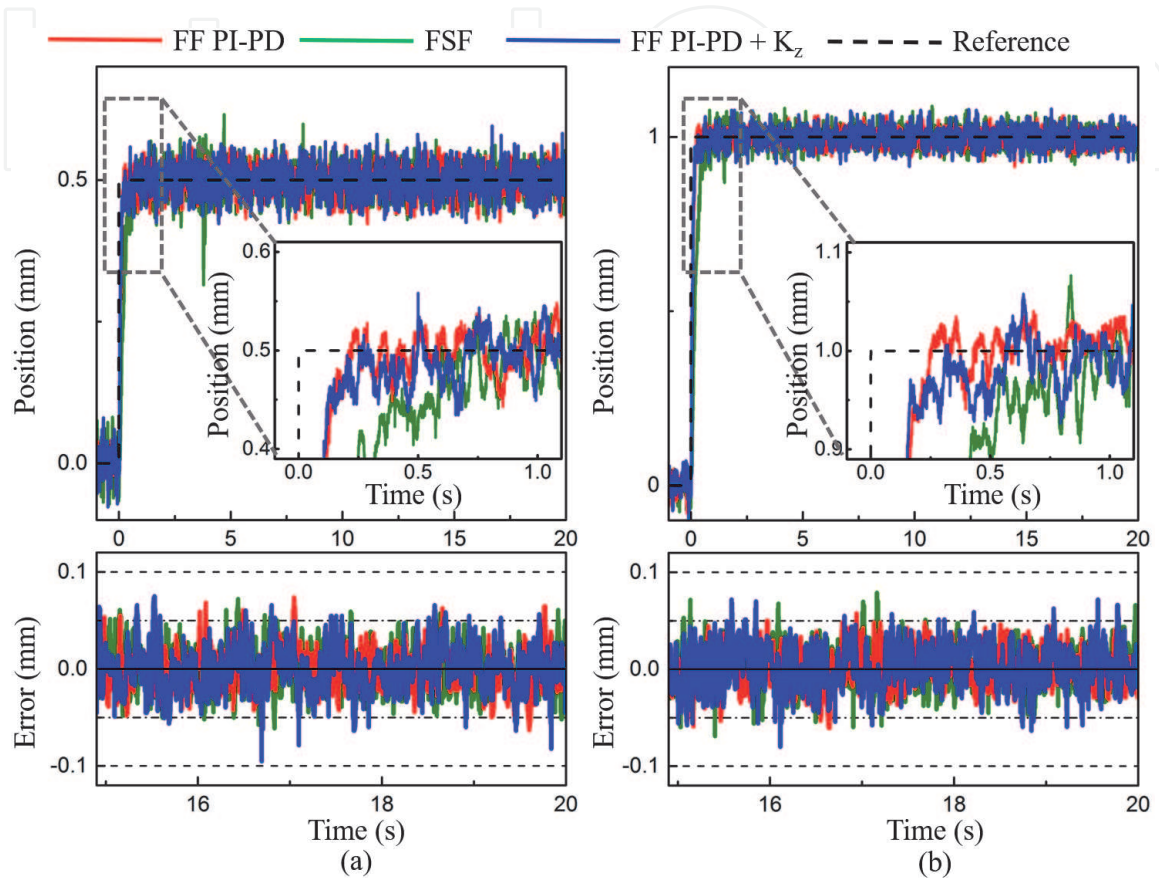 FF PI-PD FSF FF PI-PD + Kz Reference
Position (mm)
0.5
0.0
0 5 10 15 20
Position (mm)
0.6
0.5
0.4
0.0 0.5 1.0
Time (s)
Error (mm)
0.1
0.0
-0.1
16 18 20
Time (s)
(a)
Position (mm)
1
0
0 5 10 15 20
Position (mm)
1.1
1.0
0.9
0.0 0.5 1.0
Time (s)
Error (mm)
0.1
0.0
-0.1
16 18 20
Time (s)
(b)